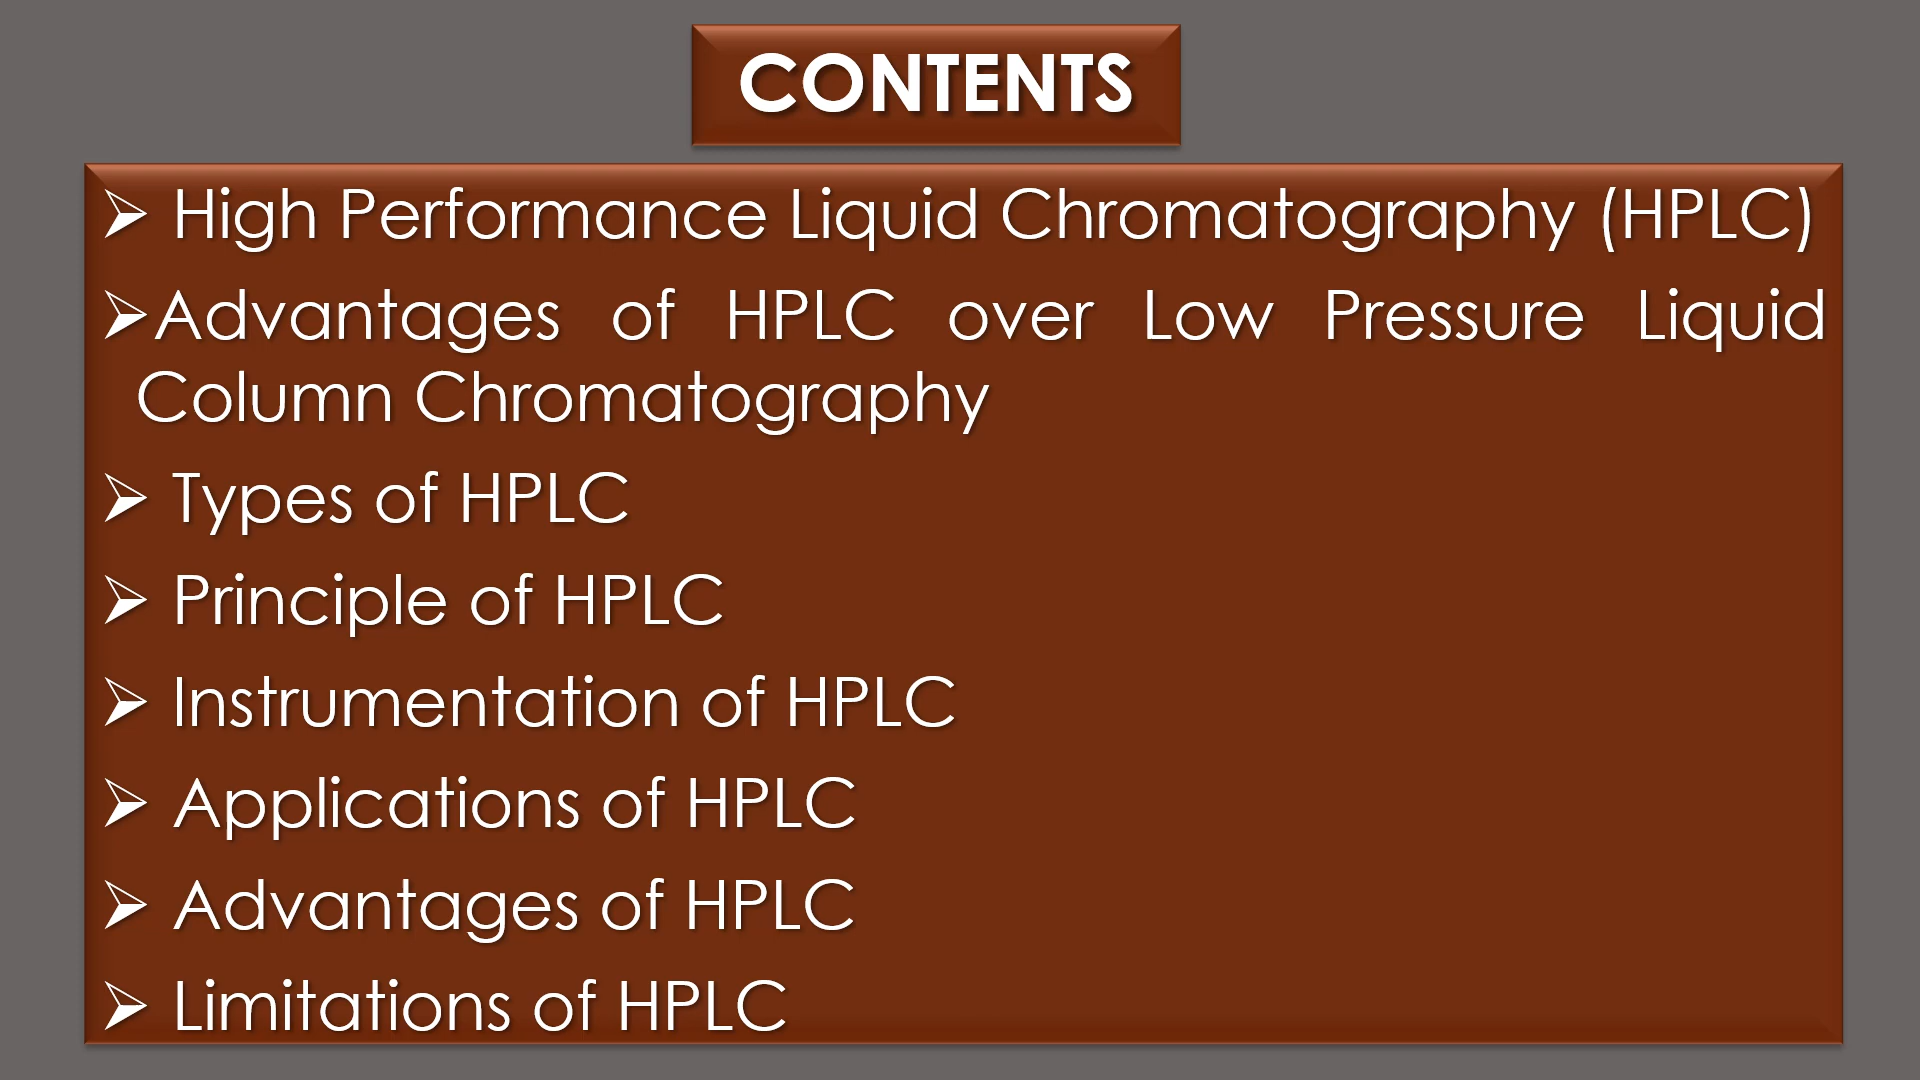 CONTENTS
➢ High Performance Liquid Chromatography (HPLC)
➢Advantages of HPLC over Low Pressure Liquid
Column Chromatography
➢ Types of HPLC
➢ Principle of HPLC
➢ Instrumentation of HPLC
➢ Applications of HPLC
➢ Advantages of HPLC
➢ Limitations of HPLC